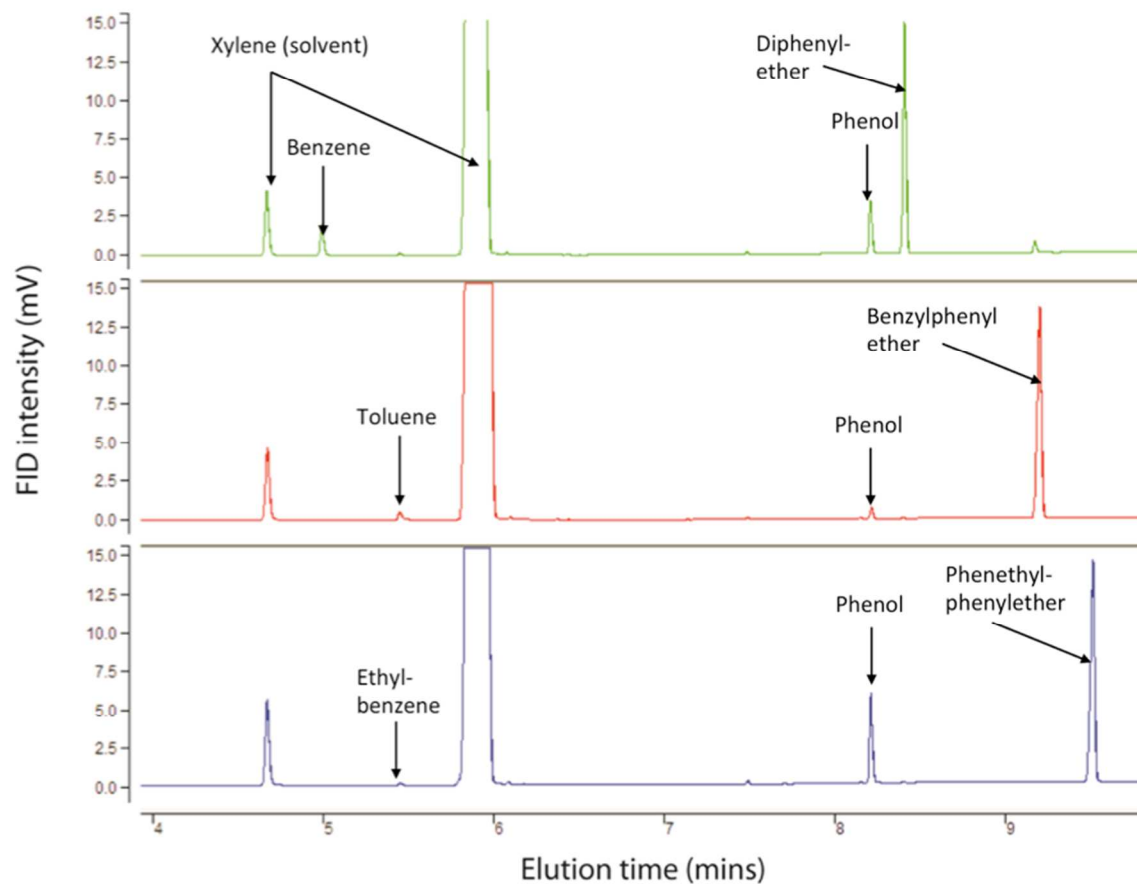 15.0
12.5
10.0
7.5
5.0
2.5
0.0
Xylene (solvent)
Benzene
Diphenyl-
ether
Phenol
15.0
12.5
10.0
7.5
5.0
2.5
0.0
Toluene
Benzylphenyl
ether
Phenol
15.0
12.5
10.0
7.5
5.0
2.5
0.0
Ethyl-
benzene
Phenol
Phenethyl-
phenylether
FID intensity (mV)
4 5 6 7 8 9
Elution time (mins)